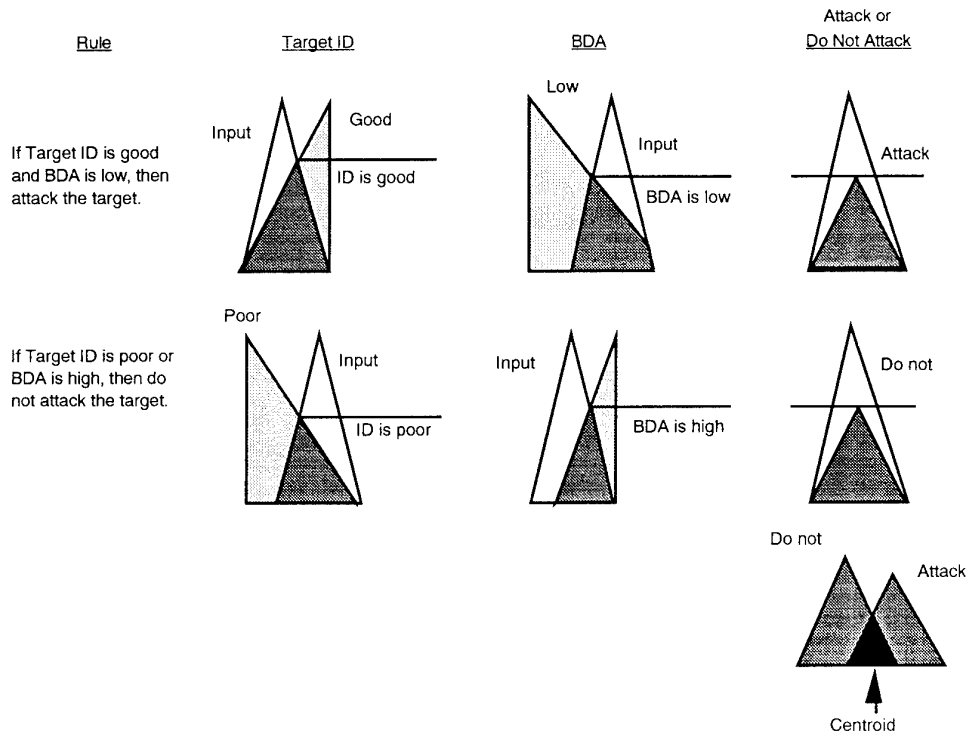 Rule
Target ID
BDA
Attack or
Do Not Attack
If Target ID is good
and BDA is low, then
attack the target.
Input
Good
ID is good
Low
Input
BDA is low
Attack
If Target ID is poor or
BDA is high, then do
not attack the target.
Poor
Input
ID is poor
Input
BDA is high
Do not
Do not
Attack
Centroid